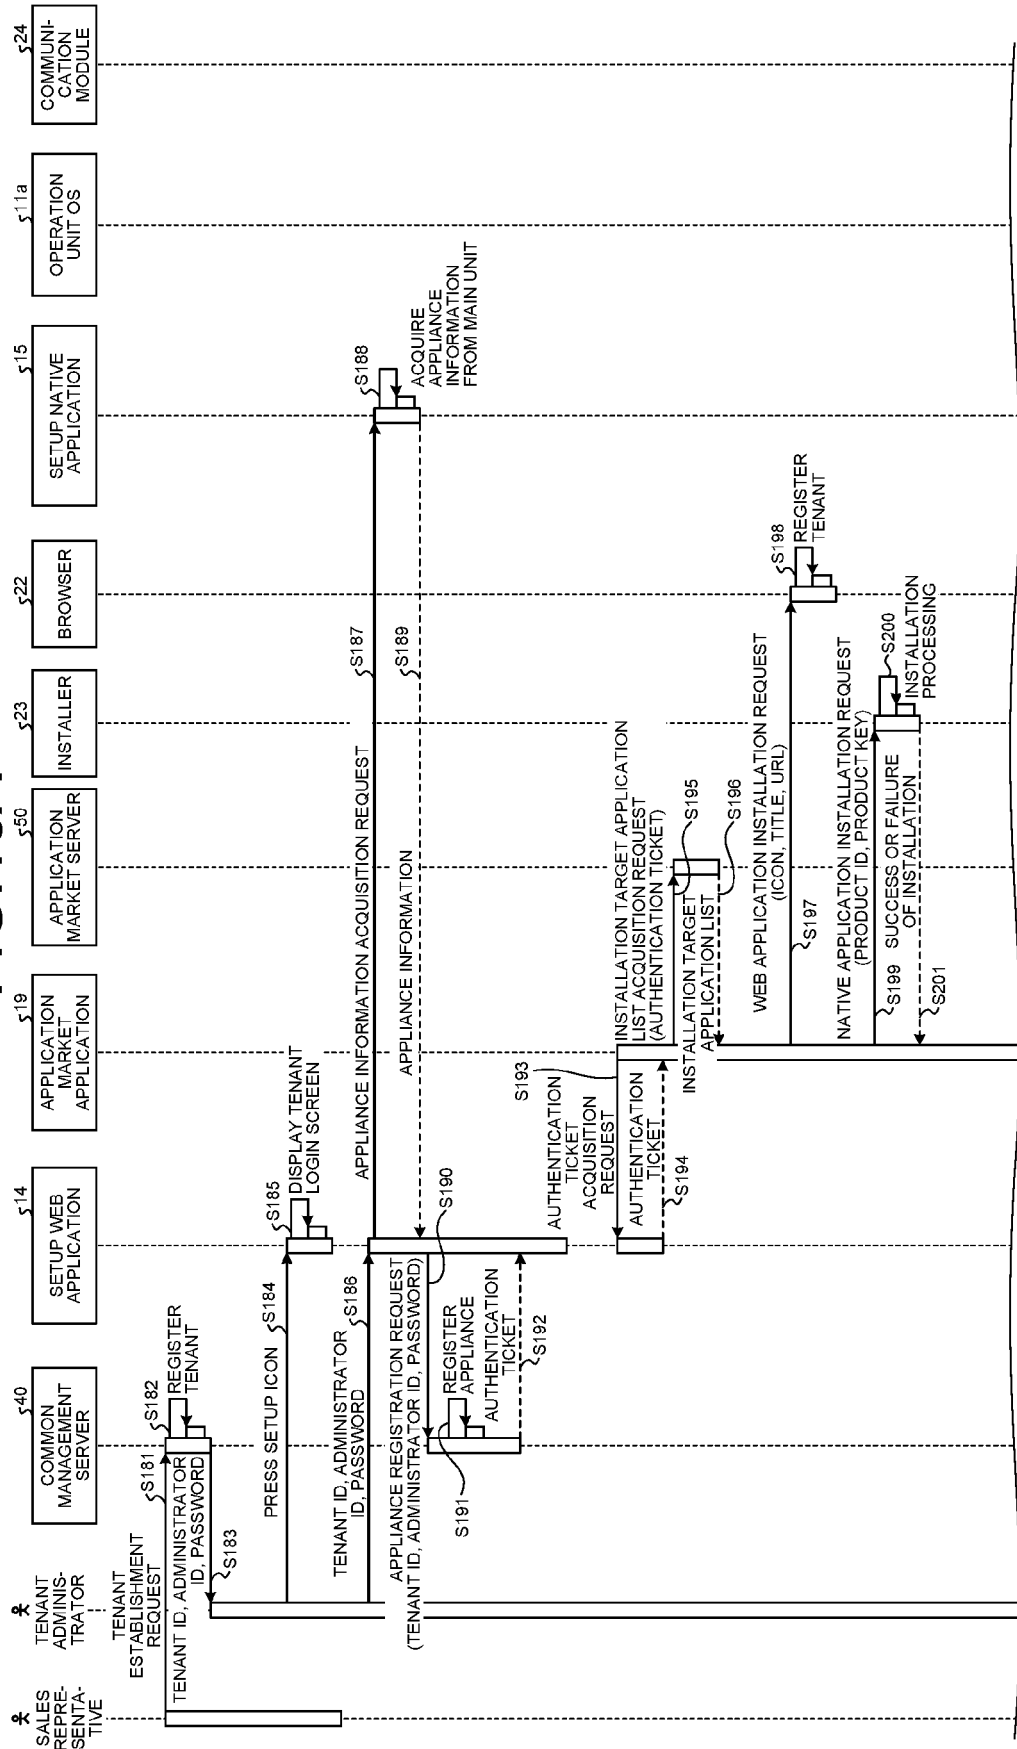 SALES
REPRE-
SENTA-
TIVE
TENANT
ADMINIS-
TRATOR
40
COMMON
MANAGEMENT
SERVER
14
SETUP WEB
APPLICATION
19
APPLICATION
MARKET
APPLICATION
50
APPLICATION
MARKET SERVER
23
INSTALLER
22
BROWSER
15
SETUP NATIVE
APPLICATION
11a
OPERATION
UNIT OS
24
COMMUNI-
CATION
MODULE
TENANT
ESTABLISHMENT
REQUEST
S181
S182
REGISTER
TENANT
TENANT ID, ADMINISTRATOR
ID, PASSWORD
S183
PRESS SETUP ICON
S184
S185
DISPLAY TENANT
LOGIN SCREEN
TENANT ID, ADMINISTRATOR
ID, PASSWORD
S186
APPLIANCE INFORMATION ACQUISITION REQUEST
S187
S188
ACQUIRE
APPLIANCE
INFORMATION
FROM MAIN UNIT
APPLIANCE INFORMATION
S189
APPLIANCE REGISTRATION REQUEST
(TENANT ID, ADMINISTRATOR ID, PASSWORD)
S190
S191
REGISTER
APPLIANCE
AUTHENTICATION
TICKET
S192
AUTHENTICATION
TICKET
ACQUISITION
REQUEST
S193
AUTHENTICATION
TICKET
S194
INSTALLATION TARGET APPLICATION
LIST ACQUISITION REQUEST
(AUTHENTICATION TICKET)
S195
INSTALLATION TARGET
APPLICATION LIST
S196
WEB APPLICATION INSTALLATION REQUEST
(ICON, TITLE, URL)
S197
S198
REGISTER
TENANT
NATIVE APPLICATION INSTALLATION REQUEST
(PRODUCT ID, PRODUCT KEY)
S199
S200
INSTALLATION
PROCESSING
SUCCESS OR FAILURE
OF INSTALLATION
S201